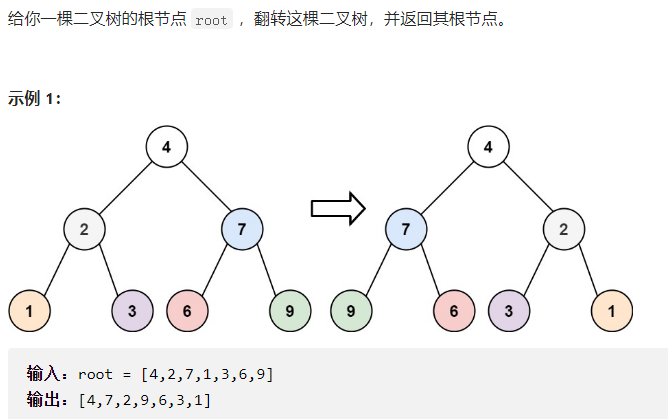 给你一棵二叉树的根节点 root ，翻转这棵二叉树，并返回其根节点。
示例 1：
4 4
2 7 7 2
1 3 6 9 9 6 3 1
输入：root = [4,2,7,1,3,6,9]
输出：[4,7,2,9,6,3,1]